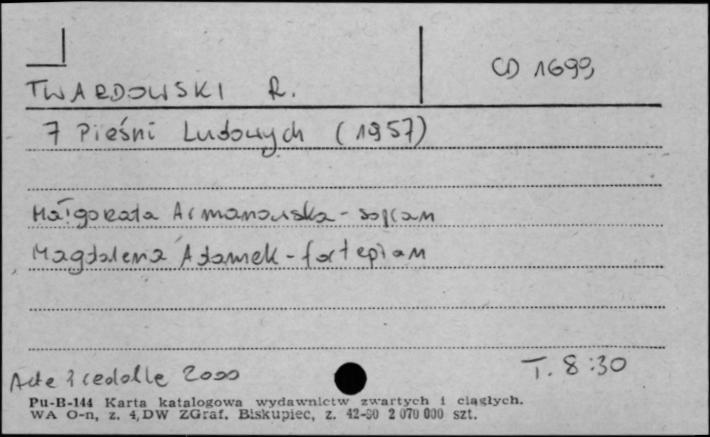 TWARDOWSKI R.
CD 1699
7 Pieśni Ludowych (1957)
Małgorzata Armanowska - sopran
Magdalena Adamek - fortepian
Acte Préalable 2000
T. 8:30
Pu-B-144 Karta katalogowa wydawnictw zwartych i ciągłych.
WA O-n, z. 4,DW ZGraf. Biskupiec, z. 42-80 2 070 000 szt.